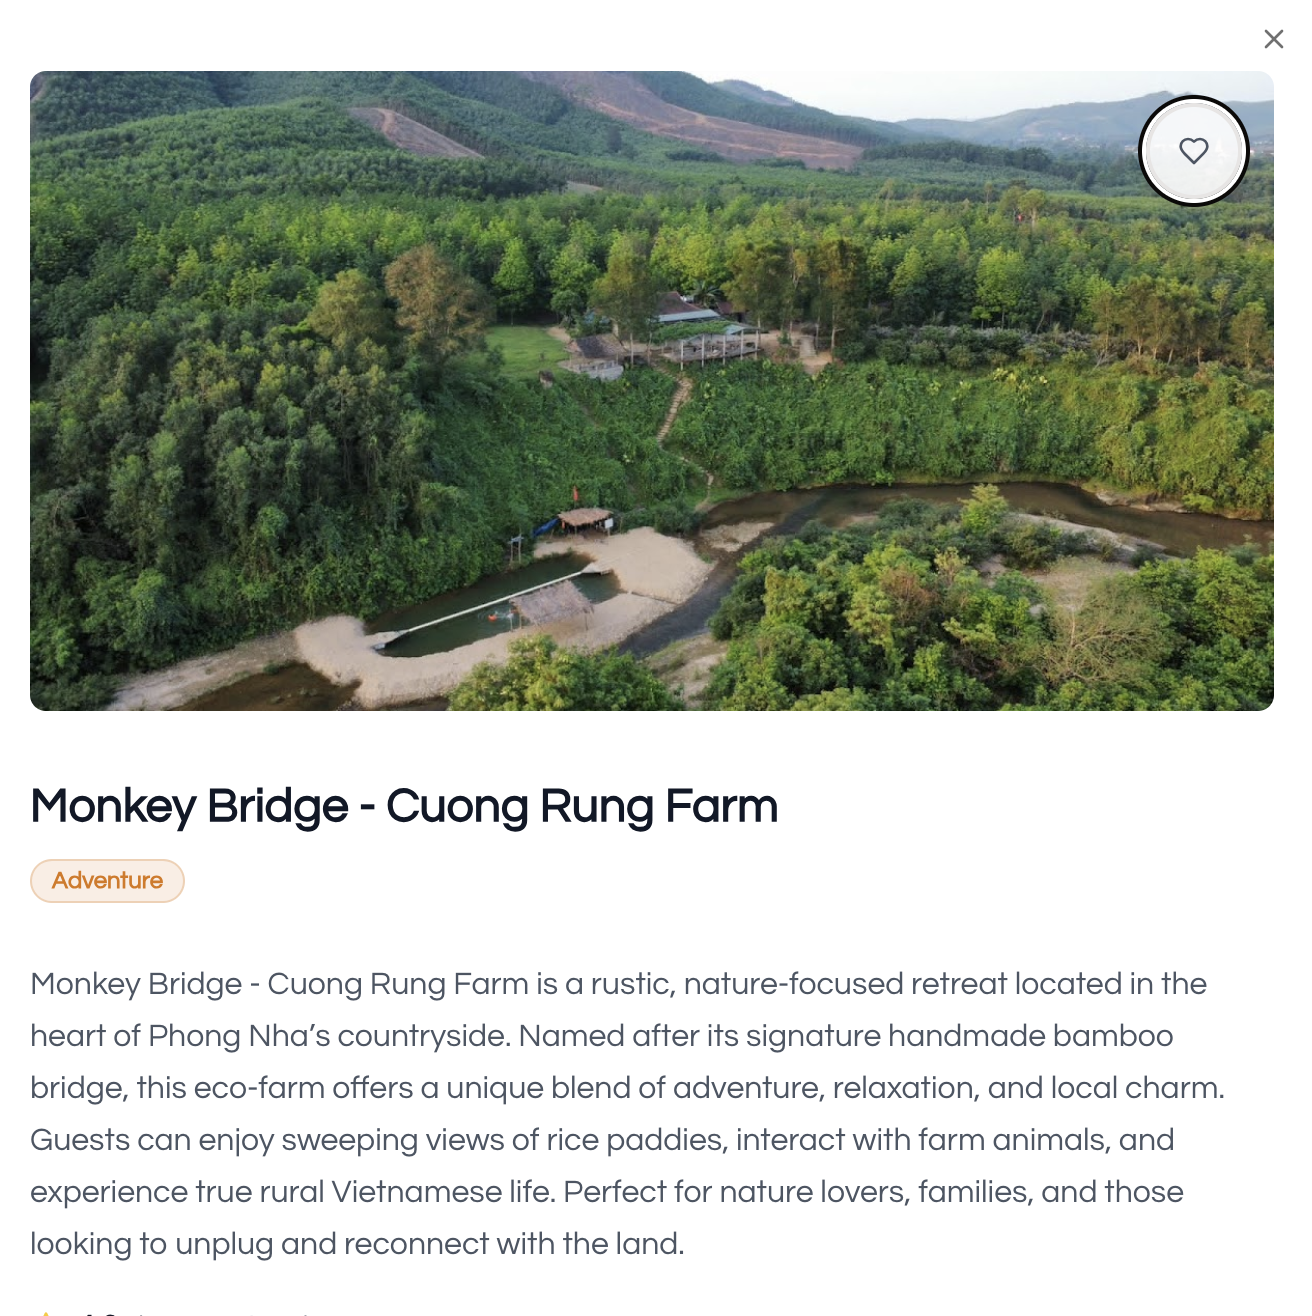 Monkey Bridge - Cuong Rung Farm
Adventure
Monkey Bridge - Cuong Rung Farm is a rustic, nature-focused retreat located in the
heart of Phong Nha’s countryside. Named after its signature handmade bamboo
bridge, this eco-farm offers a unique blend of adventure, relaxation, and local charm.
Guests can enjoy sweeping views of rice paddies, interact with farm animals, and
experience true rural Vietnamese life. Perfect for nature lovers, families, and those
looking to unplug and reconnect with the land.